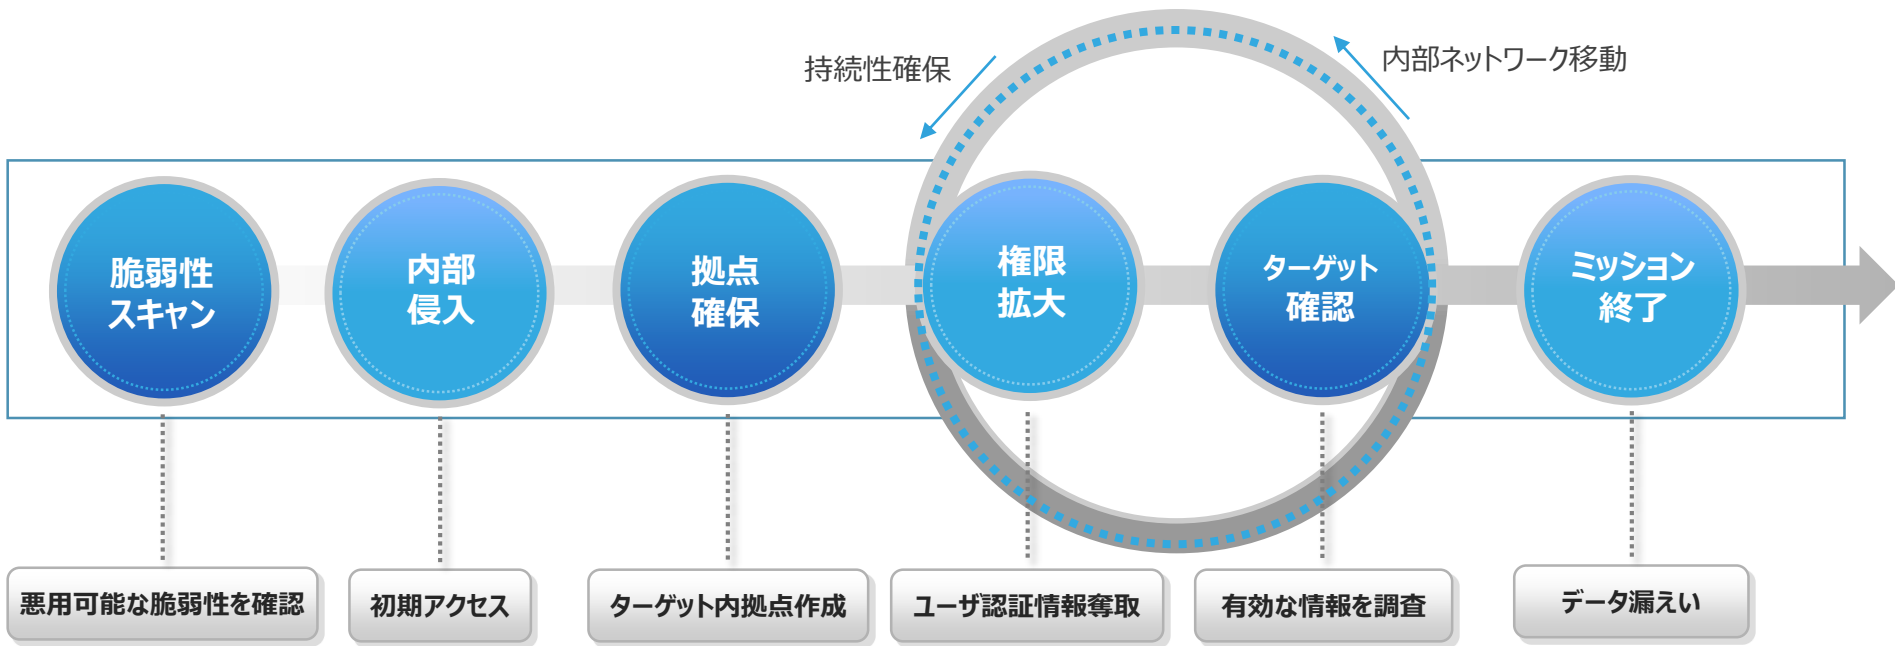 持続性確保
内部ネットワーク移動
脆弱性
スキャン
内部
侵入
拠点
確保
権限
拡大
ターゲット
確認
ミッション
終了
悪用可能な脆弱性を確認
初期アクセス
ターゲット内拠点作成
ユーザ認証情報奪取
有効な情報を調査
データ漏えい